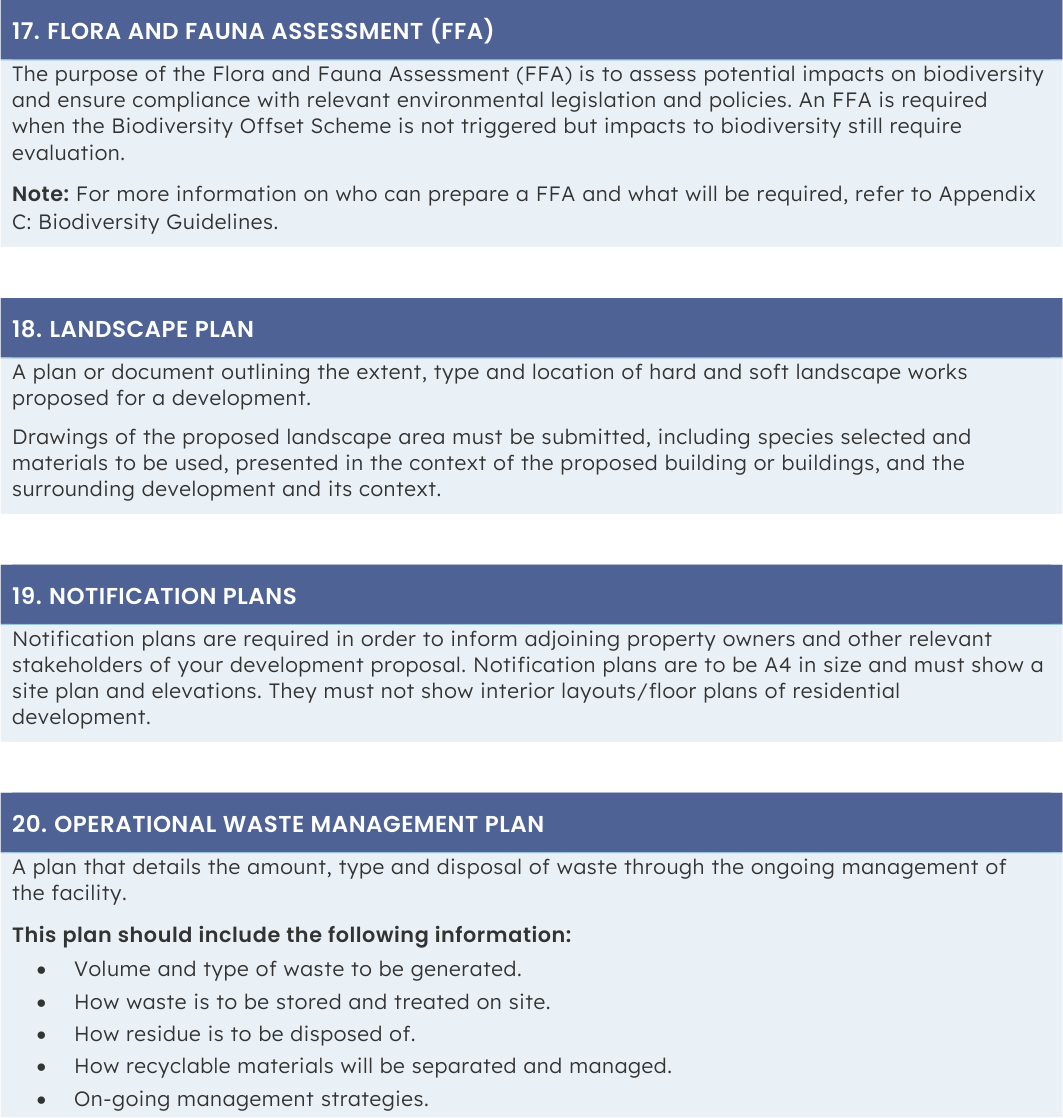 17. FLORA AND FAUNA ASSESSMENT (FFA)
The purpose of the Flora and Fauna Assessment (FFA) is to assess potential impacts on biodiversity
and ensure compliance with relevant environmental legislation and policies. An FFA is required
when the Biodiversity Offset Scheme is not triggered but impacts to biodiversity still require
evaluation.
Note: For more information on who can prepare a FFA and what will be required, refer to Appendix
C: Biodiversity Guidelines.
18. LANDSCAPE PLAN
A plan or document outlining the extent, type and location of hard and soft landscape works
proposed for a development.
Drawings of the proposed landscape area must be submitted, including species selected and
materials to be used, presented in the context of the proposed building or buildings, and the
surrounding development and its context.
19. NOTIFICATION PLANS
Notification plans are required in order to inform adjoining property owners and other relevant
stakeholders of your development proposal. Notification plans are to be A4 in size and must show a
site plan and elevations. They must not show interior layouts/floor plans of residential
development.
20. OPERATIONAL WASTE MANAGEMENT PLAN
A plan that details the amount, type and disposal of waste through the ongoing management of
the facility.
This plan should include the following information:
• Volume and type of waste to be generated.
• How waste is to be stored and treated on site.
• How residue is to be disposed of.
• How recyclable materials will be separated and managed.
• On-going management strategies.